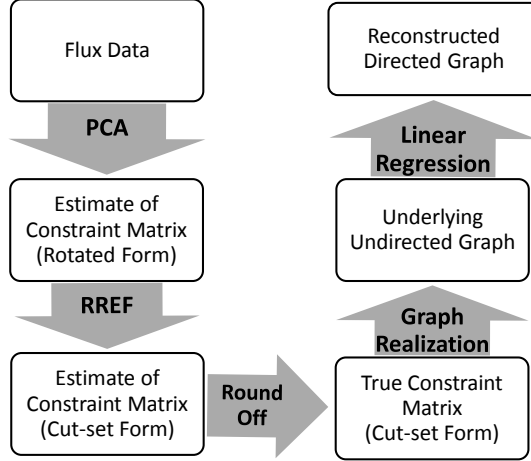 Flux Data
PCA
Estimate of
Constraint Matrix
(Rotated Form)
RREF
Estimate of
Constraint Matrix
(Cut-set Form)
Round
Off
True Constraint
Matrix
(Cut-set Form)
Graph
Realization
Underlying
Undirected Graph
Linear
Regression
Reconstructed
Directed Graph